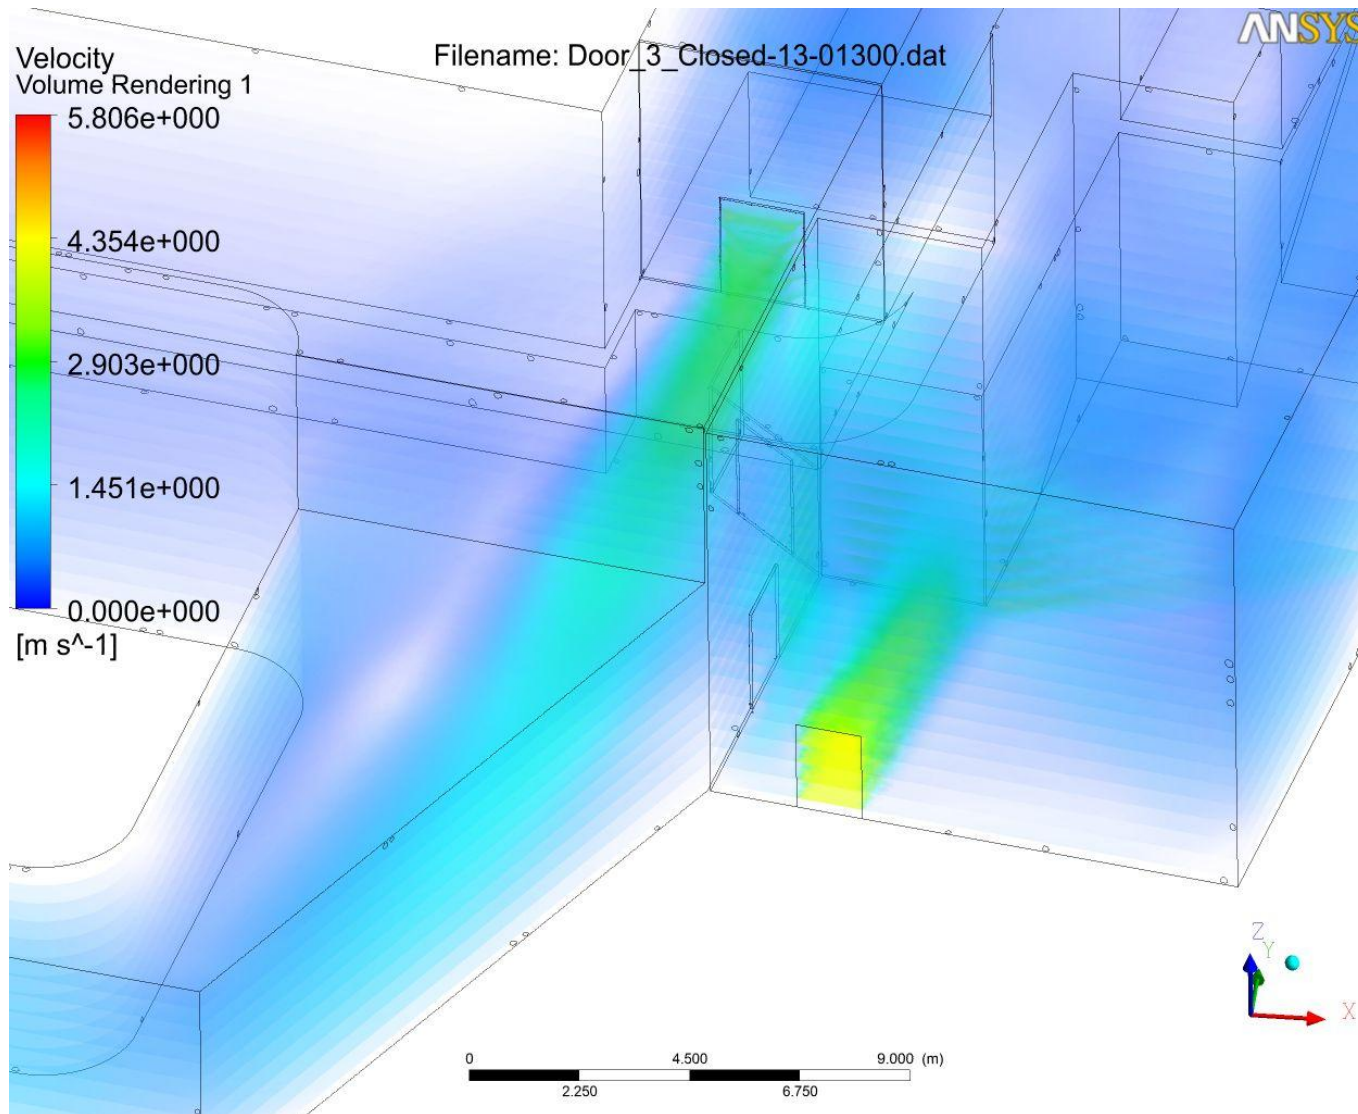 ANSYS
Velocity
Volume Rendering 1
Filename: Door_3_Closed-13-01300.dat
5.806e+000
4.354e+000
2.903e+000
1.451e+000
0.000e+000
[m s^-1]
Z
Y
X
0 4.500 9.000 (m)
2.250 6.750